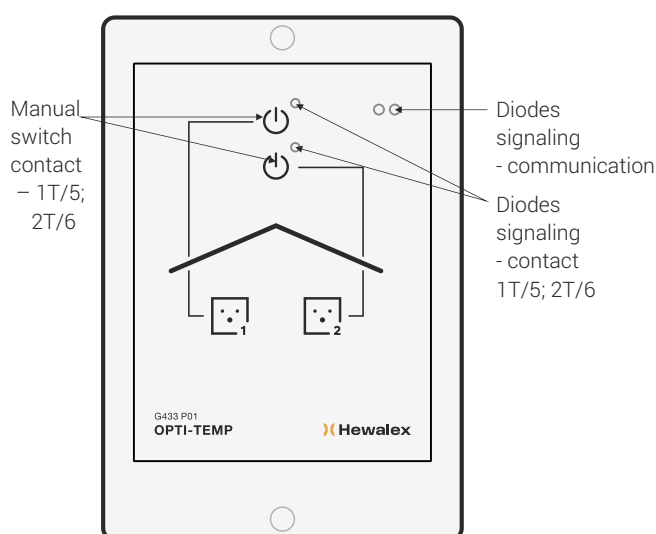 Manual
switch
contact
– 1T/5;
2T/6
Diodes
signaling
- communication
Diodes
signaling
- contact
1T/5; 2T/6
1
2
G433 P01
OPTI-TEMP
Hewalex